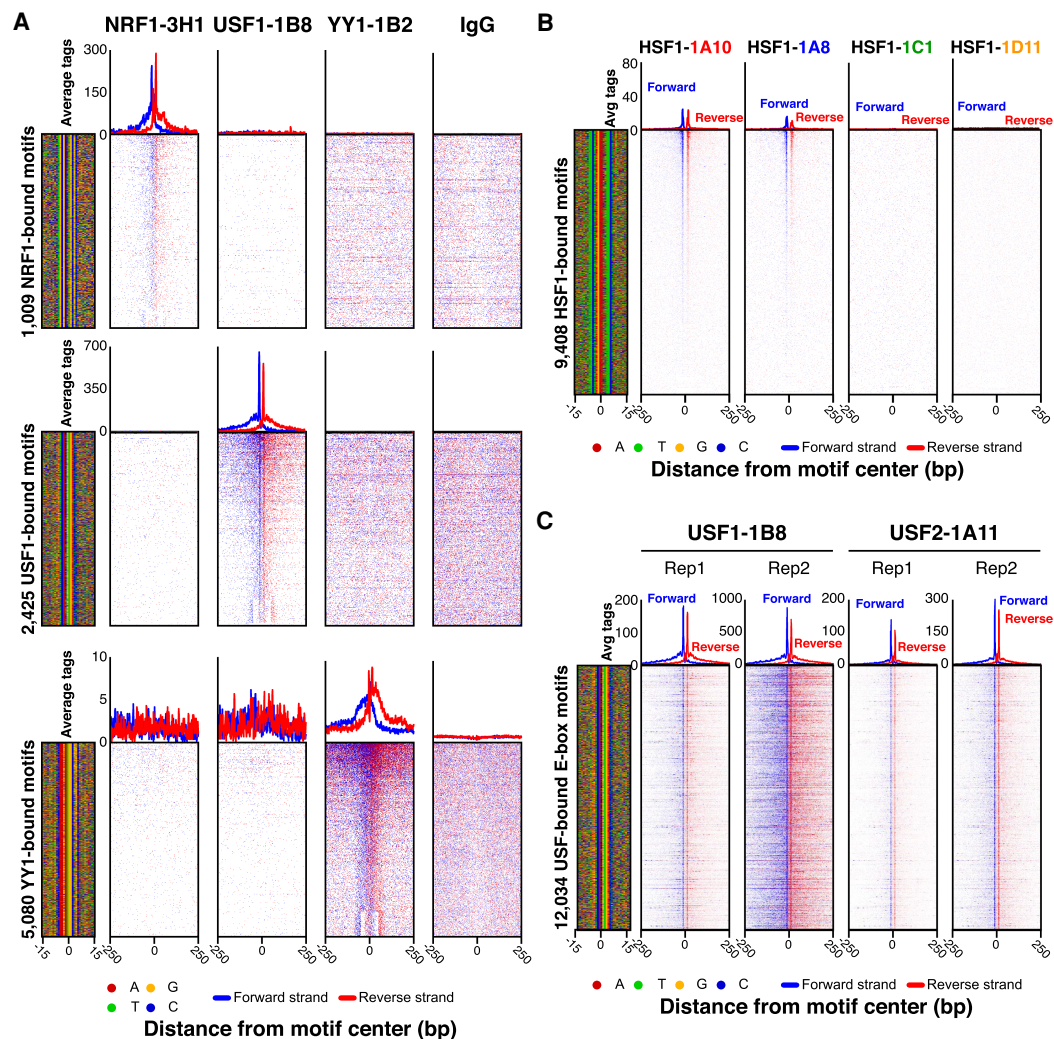 A
NRF1-3H1 USF1-1B8 YY1-1B2 IgG
Average tags
300
150
0
1,009 NRF1-bound motifs
Average tags
700
350
0
2,425 USF1-bound motifs
Average tags
10
5
0
5,080 YY1-bound motifs
-15 0 15 -250 0 250 -250 0 250 -250 0 250 -250 0 250
A G
T C
Forward strand Reverse strand
Distance from motif center (bp)
B
HSF1-1A10 HSF1-1A8 HSF1-1C1 HSF1-1D11
Avg tags
80
40
0
Forward Reverse Forward Reverse Forward Reverse Forward Reverse
9,408 HSF1-bound motifs
-15 0 15 -250 0 250 -250 0 250 -250 0 250 -250 0 250
A T G C Forward strand Reverse strand
Distance from motif center (bp)
C
USF1-1B8 USF2-1A11
Rep1 Rep2 Rep1 Rep2
Avg tags
200 1000 200 300
100 500 100 150
0 0 0 0
Forward Reverse Forward Reverse Forward Reverse Forward Reverse
12,034 USF-bound E-box motifs
-15 0 15 -250 0 250 -250 0 250 -250 0 250 -250 0 250
A T G C Forward strand Reverse strand
Distance from motif center (bp)